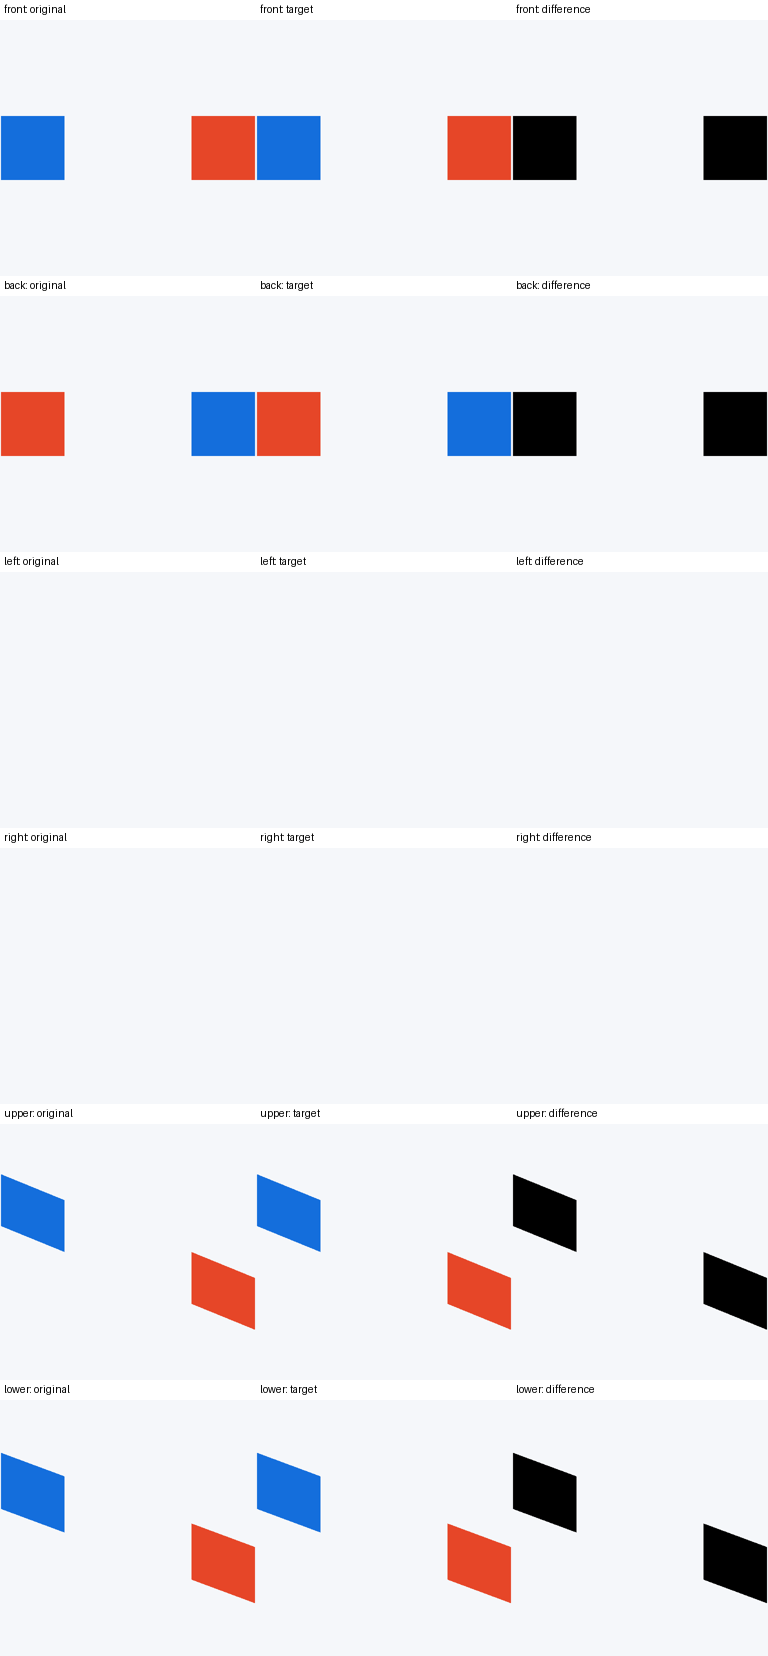 front: original front: target front: difference
back: original back: target back: difference
left: original left: target left: difference
right: original right: target right: difference
upper: original upper: target upper: difference
lower: original lower: target lower: difference